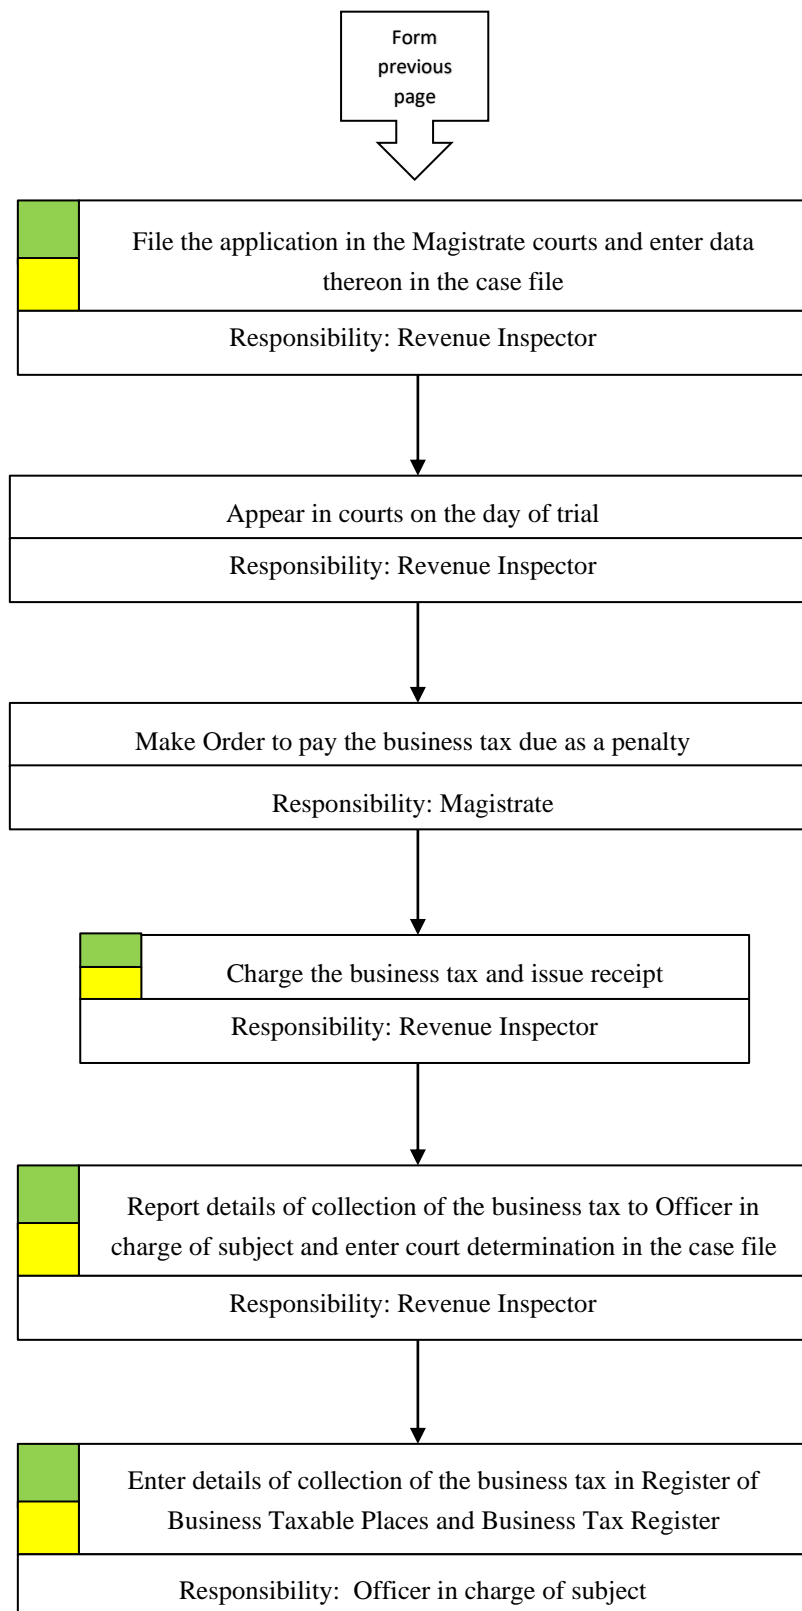 Form
previous
page
File the application in the Magistrate courts and enter data
thereon in the case file
Responsibility: Revenue Inspector
Appear in courts on the day of trial
Responsibility: Revenue Inspector
Make Order to pay the business tax due as a penalty
Responsibility: Magistrate
Charge the business tax and issue receipt
Responsibility: Revenue Inspector
Report details of collection of the business tax to Officer in
charge of subject and enter court determination in the case file
Responsibility: Revenue Inspector
Enter details of collection of the business tax in Register of
Business Taxable Places and Business Tax Register
Responsibility: Officer in charge of subject